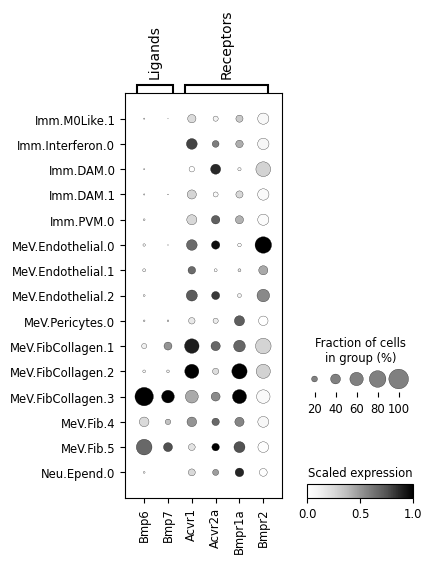 Ligands
Receptors
Imm.M0Like.1
Imm.Interferon.0
Imm.DAM.0
Imm.DAM.1
Imm.PVM.0
MeV.Endothelial.0
MeV.Endothelial.1
MeV.Endothelial.2
MeV.Pericytes.0
MeV.FibCollagen.1
MeV.FibCollagen.2
MeV.FibCollagen.3
MeV.Fib.4
MeV.Fib.5
Neu.Epend.0
Bmp6
Bmp7
Acvr1
Acvr2a
Bmpr1a
Bmpr2
Fraction of cells
in group (%)
20 40 60 80 100
Scaled expression
0.0 0.5 1.0